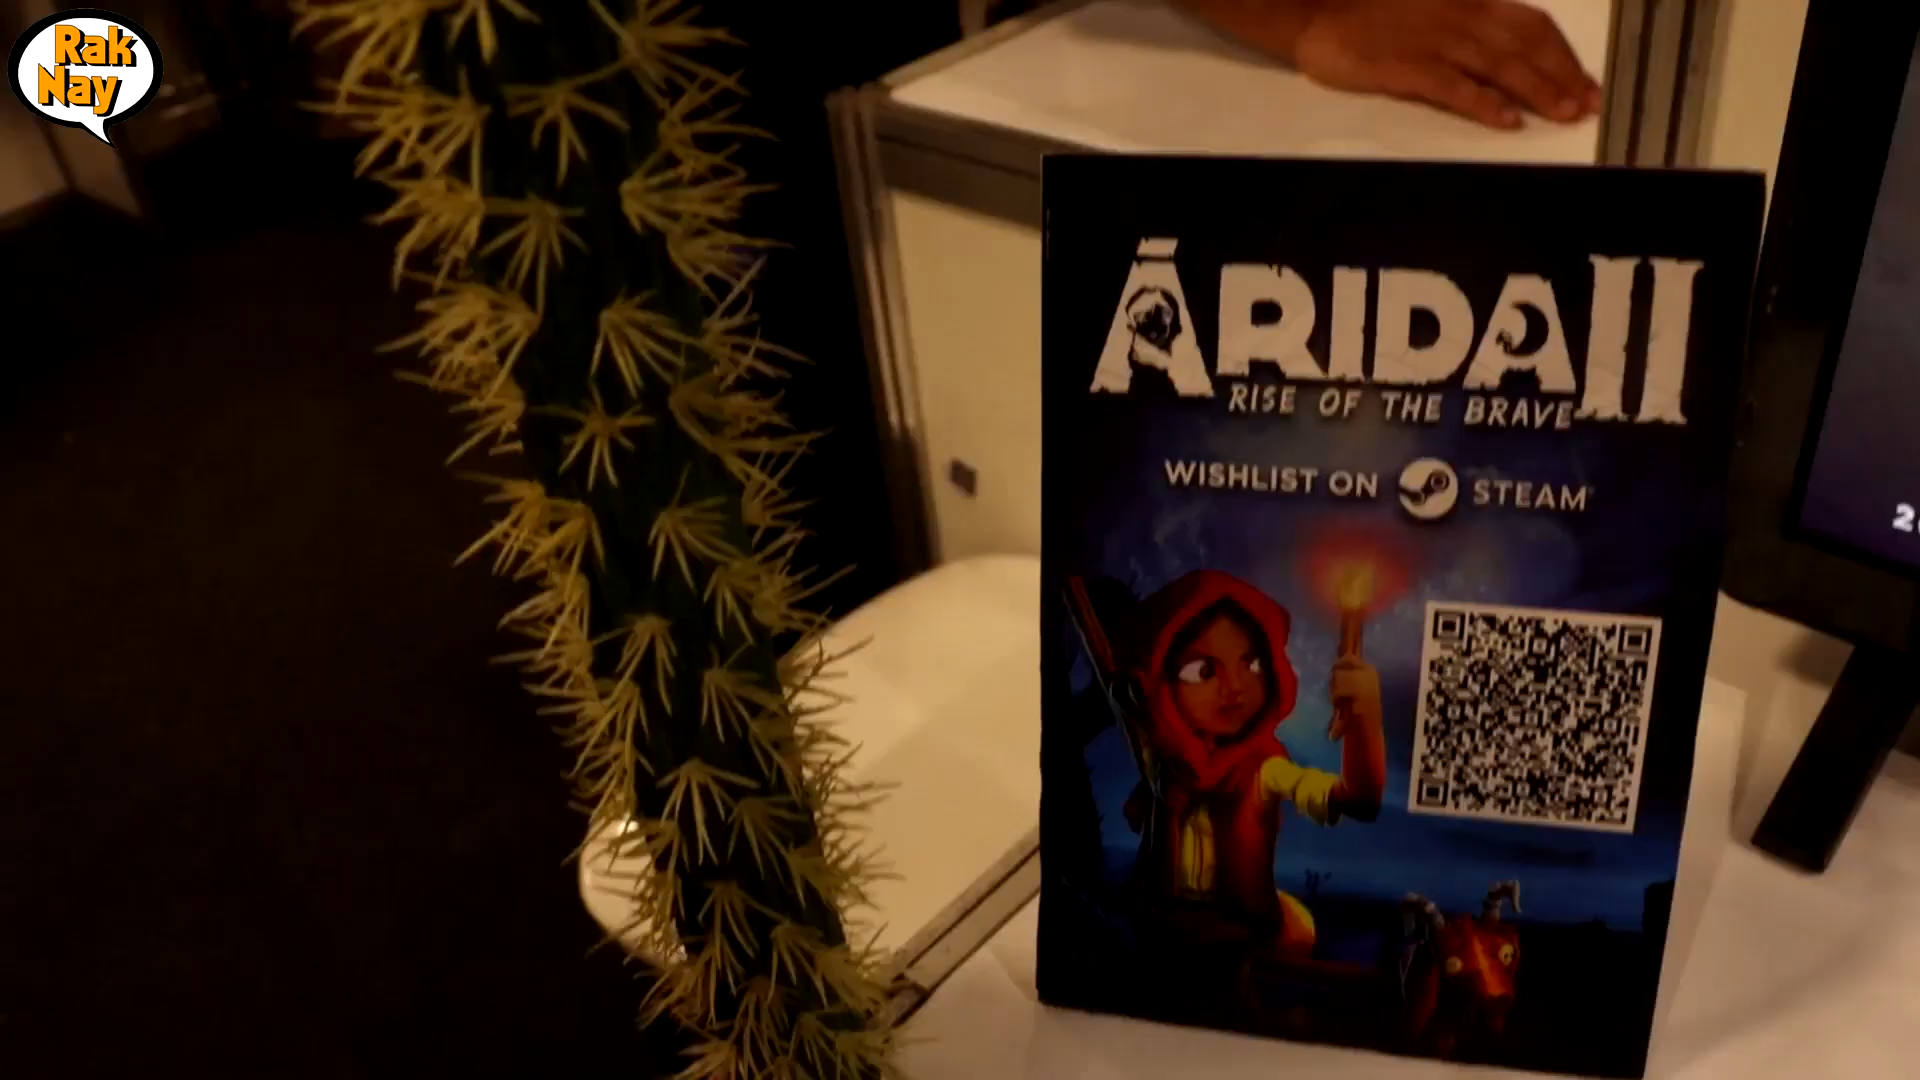 Rak
Nay
ĀRIDA II
RISE OF THE BRAVE
WISHLIST ON STEAM